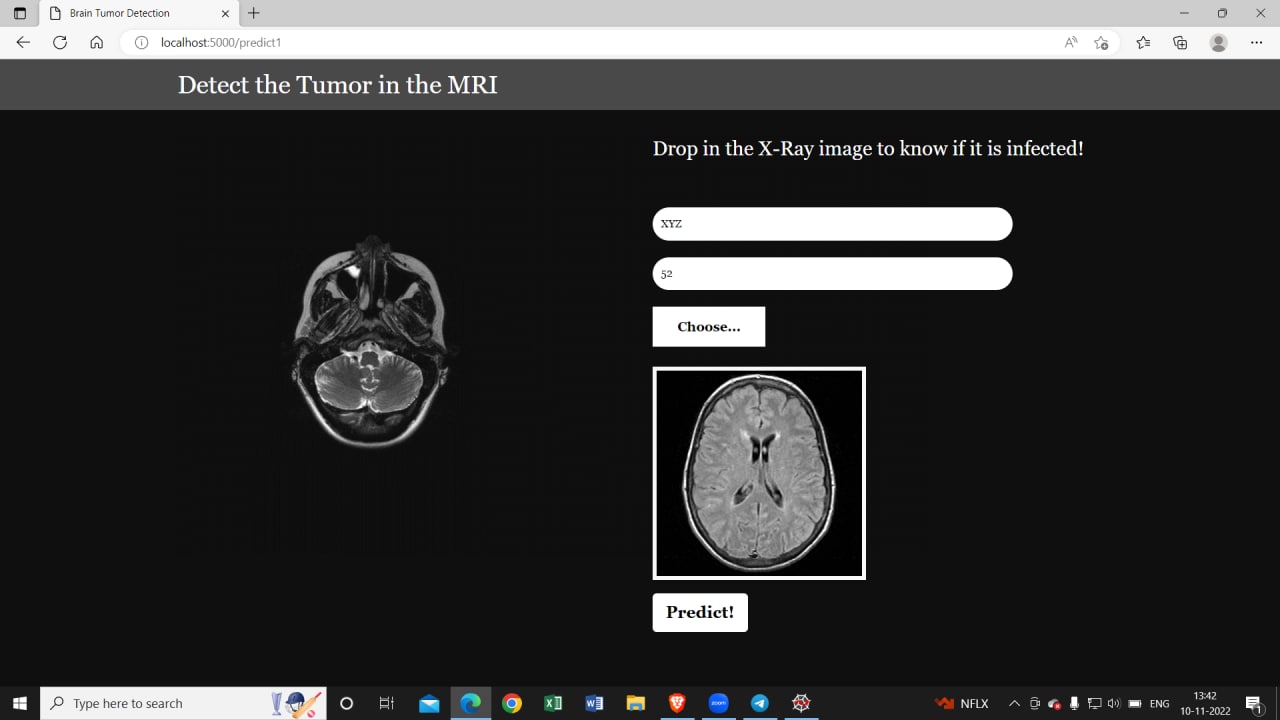 Brain Tumor Detection
localhost:5000/predict1
Detect the Tumor in the MRI
Drop in the X-Ray image to know if it is infected!
XYZ
52
Choose...
Predict!
Type here to search
zoom
NFLX
ENG
13:42
10-11-2022
1